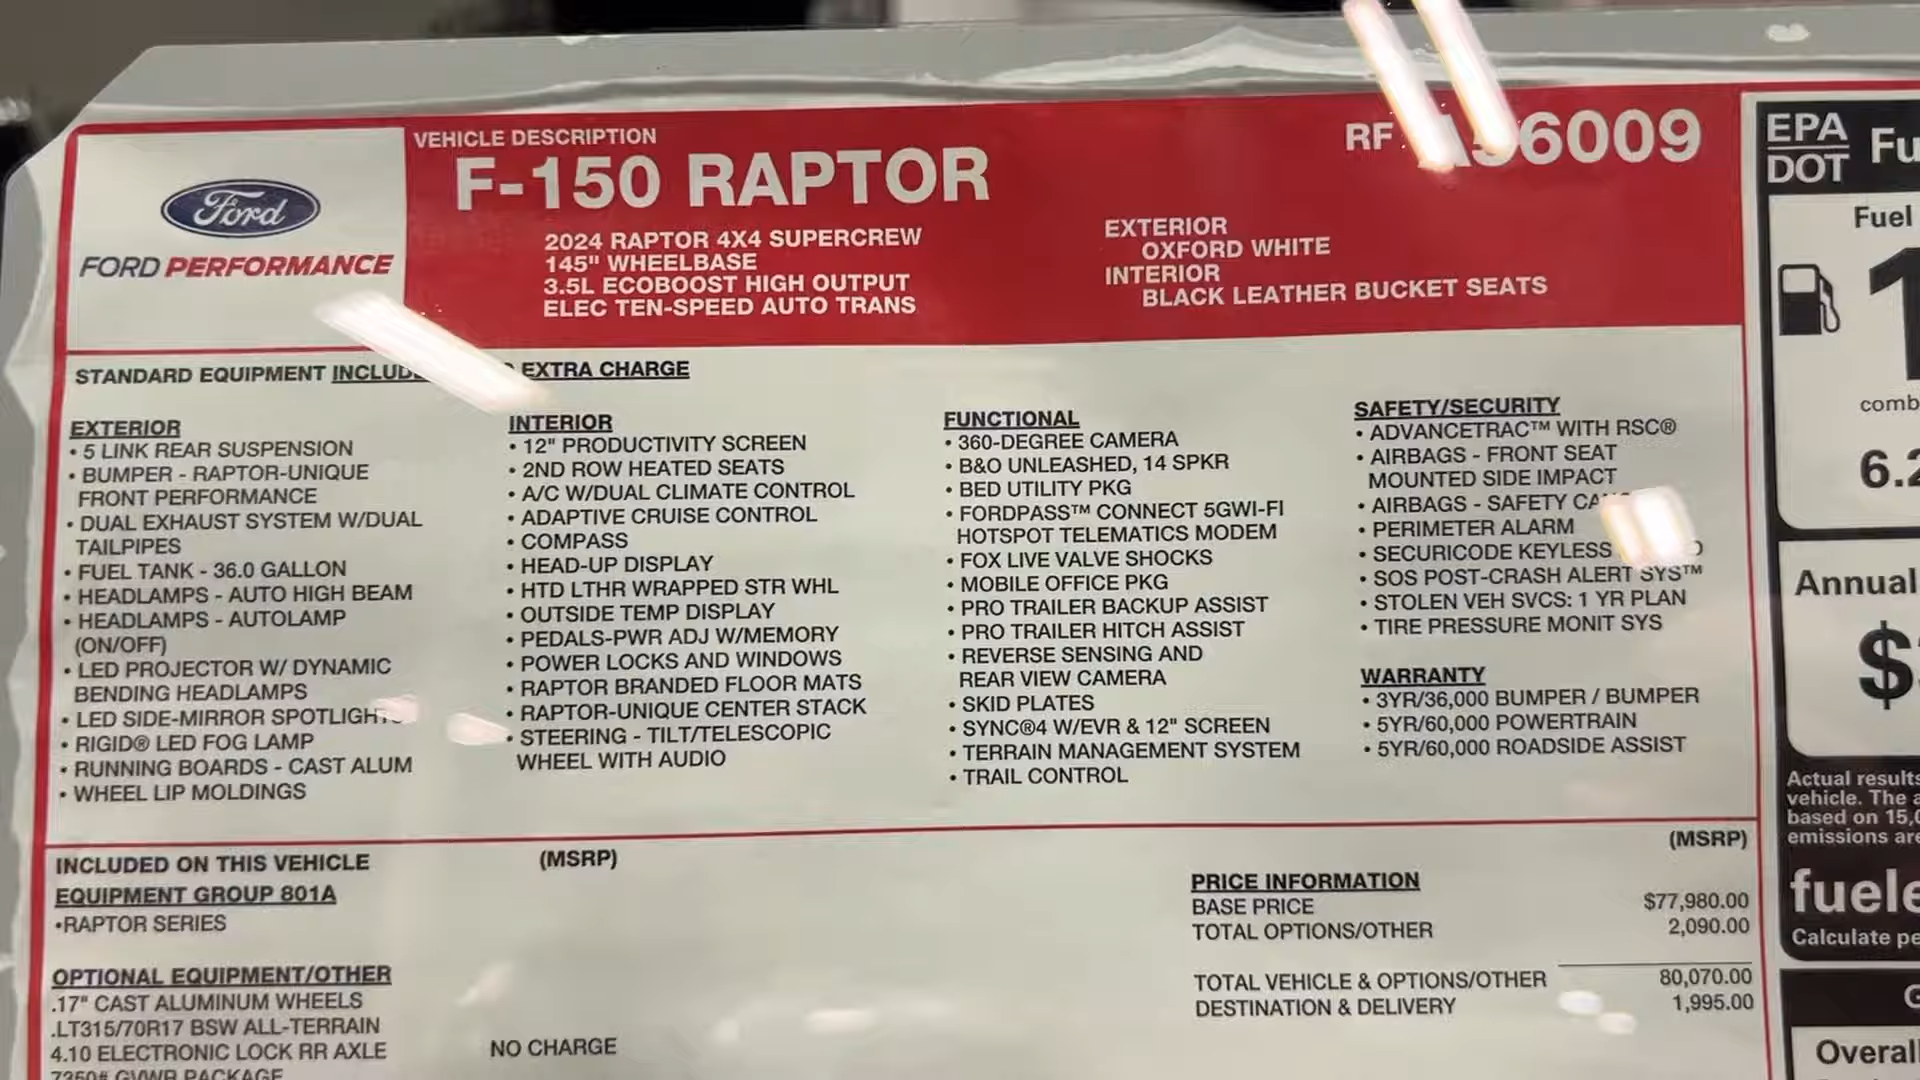 Ford
FORD PERFORMANCE
VEHICLE DESCRIPTION
F-150 RAPTOR
2024 RAPTOR 4X4 SUPERCREW
145" WHEELBASE
3.5L ECOBOOST HIGH OUTPUT
ELEC TEN-SPEED AUTO TRANS
RF 6009
EXTERIOR
OXFORD WHITE
INTERIOR
BLACK LEATHER BUCKET SEATS
STANDARD EQUIPMENT EXTRA CHARGE
EXTERIOR
• 5 LINK REAR SUSPENSION
• BUMPER - RAPTOR-UNIQUE
FRONT PERFORMANCE
• DUAL EXHAUST SYSTEM W/DUAL
TAILPIPES
• FUEL TANK - 36.0 GALLON
• HEADLAMPS - AUTO HIGH BEAM
• HEADLAMPS - AUTOLAMP
(ON/OFF)
• LED PROJECTOR W/ DYNAMIC
BENDING HEADLAMPS
• LED SIDE-MIRROR SPOTLIGHTS
• RIGID® LED FOG LAMP
• RUNNING BOARDS - CAST ALUM
• WHEEL LIP MOLDINGS
INTERIOR
• 12" PRODUCTIVITY SCREEN
• 2ND ROW HEATED SEATS
• A/C W/DUAL CLIMATE CONTROL
• ADAPTIVE CRUISE CONTROL
• COMPASS
• HEAD-UP DISPLAY
• HTD LTHR WRAPPED STR WHL
• OUTSIDE TEMP DISPLAY
• PEDALS-PWR ADJ W/MEMORY
• POWER LOCKS AND WINDOWS
• RAPTOR BRANDED FLOOR MATS
• RAPTOR-UNIQUE CENTER STACK
• STEERING - TILT/TELESCOPIC
WHEEL WITH AUDIO
FUNCTIONAL
• 360-DEGREE CAMERA
• B&O UNLEASHED, 14 SPKR
• BED UTILITY PKG
• FORDPASS™ CONNECT 5GWI-FI
HOTSPOT TELEMATICS MODEM
• FOX LIVE VALVE SHOCKS
• MOBILE OFFICE PKG
• PRO TRAILER BACKUP ASSIST
• PRO TRAILER HITCH ASSIST
• REVERSE SENSING AND
REAR VIEW CAMERA
• SKID PLATES
• SYNC®4 W/EVR & 12" SCREEN
• TERRAIN MANAGEMENT SYSTEM
• TRAIL CONTROL
SAFETY/SECURITY
• ADVANCETRAC™ WITH RSC®
• AIRBAGS - FRONT SEAT
MOUNTED SIDE IMPACT
• AIRBAGS - SAFETY
• PERIMETER ALARM
• SECURICODE KEYLESS
• SOS POST-CRASH ALERT SYS™
• STOLEN VEH SVCS: 1 YR PLAN
• TIRE PRESSURE MONIT SYS
WARRANTY
• 3YR/36,000 BUMPER / BUMPER
• 5YR/60,000 POWERTRAIN
• 5YR/60,000 ROADSIDE ASSIST
INCLUDED ON THIS VEHICLE (MSRP)
EQUIPMENT GROUP 801A
•RAPTOR SERIES
OPTIONAL EQUIPMENT/OTHER
.17" CAST ALUMINUM WHEELS
.LT315/70R17 BSW ALL-TERRAIN
4.10 ELECTRONIC LOCK RR AXLE NO CHARGE
7350# GVWR PACKAGE
(MSRP)
PRICE INFORMATION
BASE PRICE $77,980.00
TOTAL OPTIONS/OTHER 2,090.00
TOTAL VEHICLE & OPTIONS/OTHER 80,070.00
DESTINATION & DELIVERY 1,995.00
EPA
DOT
Fu
Fuel
1
comb
6.2
Annual
$
Actual results
vehicle. The a
based on 15,0
emissions are
fuele
Calculate pe
G
Overall